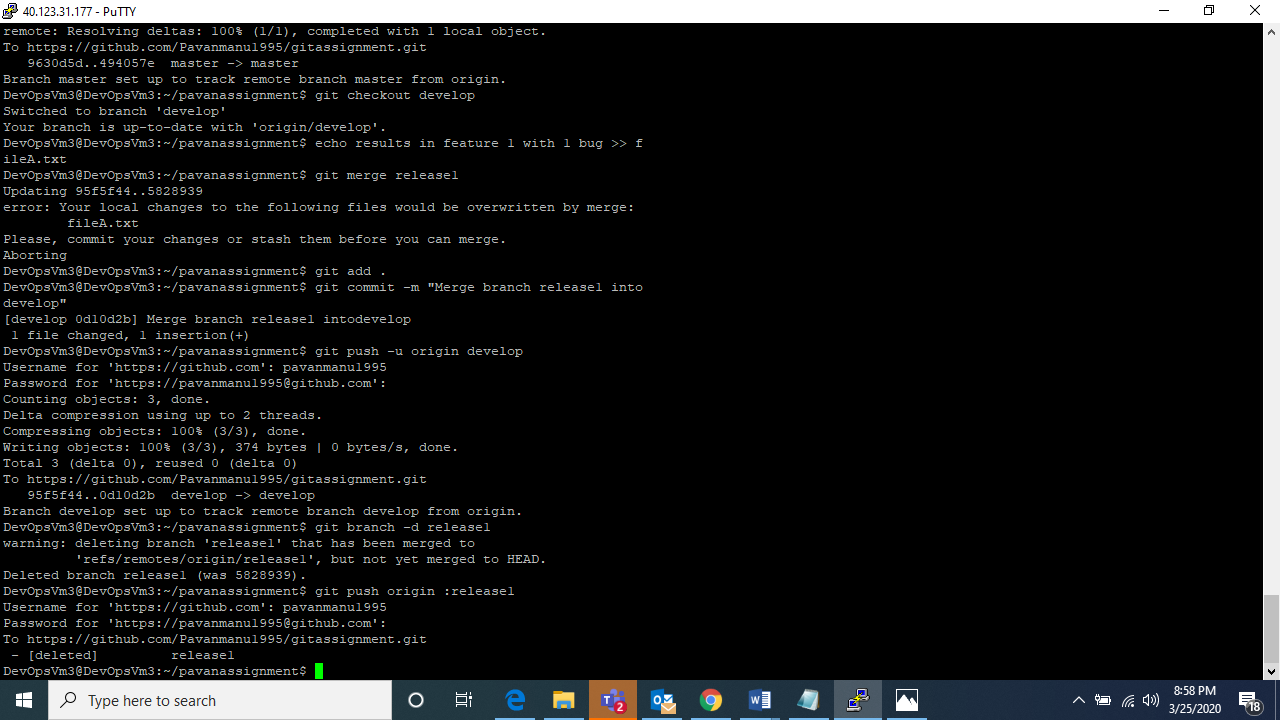 40.123.31.177 - PuTTY
remote: Resolving deltas: 100% (1/1), completed with 1 local object.
To https://github.com/Pavanmanu1995/gitassignment.git
   9630d5d..494057e  master -> master
Branch master set up to track remote branch master from origin.
DevOpsVm3@DevOpsVm3:~/pavanassignment$ git checkout develop
Switched to branch 'develop'
Your branch is up-to-date with 'origin/develop'.
DevOpsVm3@DevOpsVm3:~/pavanassignment$ echo results in feature 1 with 1 bug >> f
ileA.txt
DevOpsVm3@DevOpsVm3:~/pavanassignment$ git merge release1
Updating 95f5f44..5828939
error: Your local changes to the following files would be overwritten by merge:
        fileA.txt
Please, commit your changes or stash them before you can merge.
Aborting
DevOpsVm3@DevOpsVm3:~/pavanassignment$ git add .
DevOpsVm3@DevOpsVm3:~/pavanassignment$ git commit -m "Merge branch release1 into
develop"
[develop 0d10d2b] Merge branch release1 intodevelop
 1 file changed, 1 insertion(+)
DevOpsVm3@DevOpsVm3:~/pavanassignment$ git push -u origin develop
Username for 'https://github.com': pavanmanu1995
Password for 'https://pavanmanu1995@github.com':
Counting objects: 3, done.
Delta compression using up to 2 threads.
Compressing objects: 100% (3/3), done.
Writing objects: 100% (3/3), 374 bytes | 0 bytes/s, done.
Total 3 (delta 0), reused 0 (delta 0)
To https://github.com/Pavanmanu1995/gitassignment.git
   95f5f44..0d10d2b  develop -> develop
Branch develop set up to track remote branch develop from origin.
DevOpsVm3@DevOpsVm3:~/pavanassignment$ git branch -d release1
warning: deleting branch 'release1' that has been merged to
         'refs/remotes/origin/release1', but not yet merged to HEAD.
Deleted branch release1 (was 5828939).
DevOpsVm3@DevOpsVm3:~/pavanassignment$ git push origin :release1
Username for 'https://github.com': pavanmanu1995
Password for 'https://pavanmanu1995@github.com':
To https://github.com/Pavanmanu1995/gitassignment.git
 - [deleted]         release1
DevOpsVm3@DevOpsVm3:~/pavanassignment$
Type here to search
2
8:58 PM
3/25/2020
18